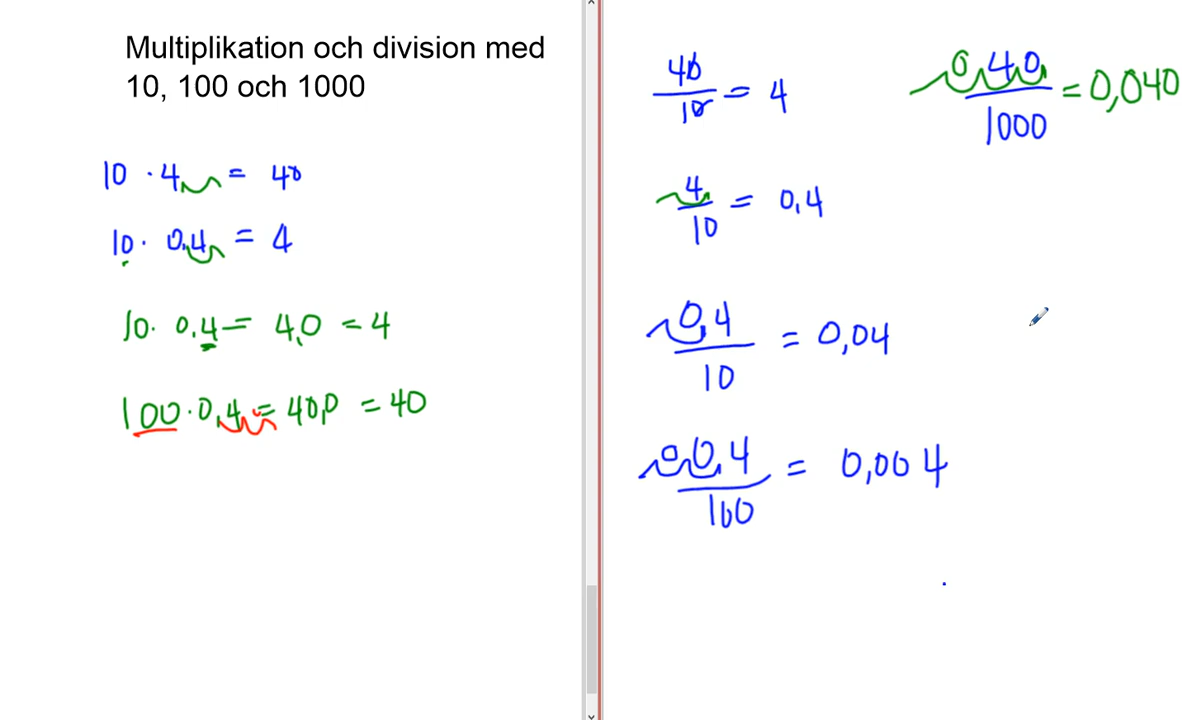 Multiplikation och division med
10, 100 och 1000
10 · 4 = 40
10 · 0,4 = 4
10 · 0,4 = 4,0 = 4
100 · 0,4 = 40,0 = 40
40/10 = 4
4/10 = 0,4
0,4/10 = 0,04
00,4/100 = 0,004
0,40/1000 = 0,040